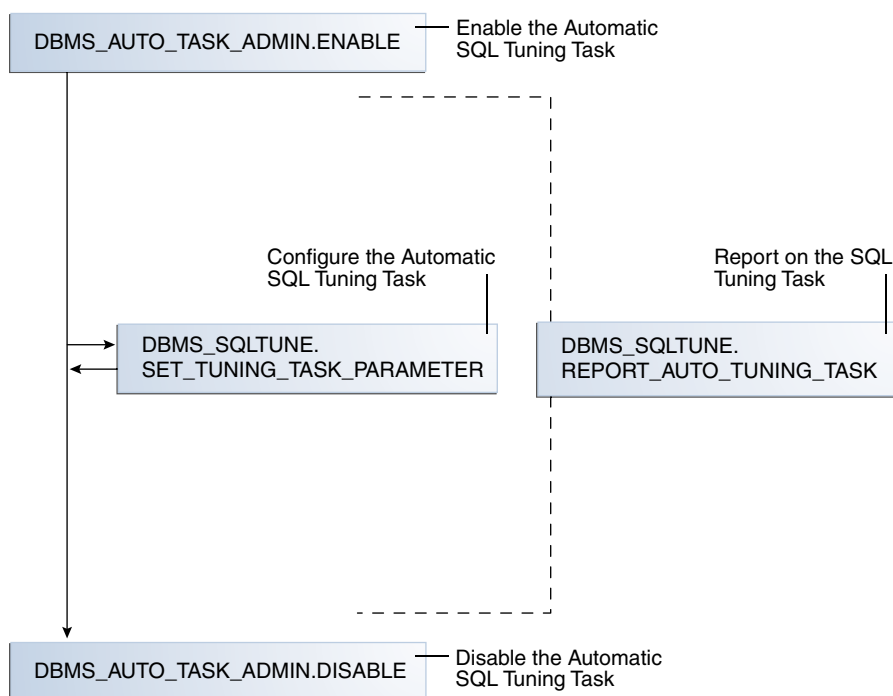 DBMS_AUTO_TASK_ADMIN.ENABLE
Enable the Automatic
SQL Tuning Task
Configure the Automatic
SQL Tuning Task
Report on the SQL
Tuning Task
DBMS_SQLTUNE.
SET_TUNING_TASK_PARAMETER
DBMS_SQLTUNE.
REPORT_AUTO_TUNING_TASK
DBMS_AUTO_TASK_ADMIN.DISABLE
Disable the Automatic
SQL Tuning Task